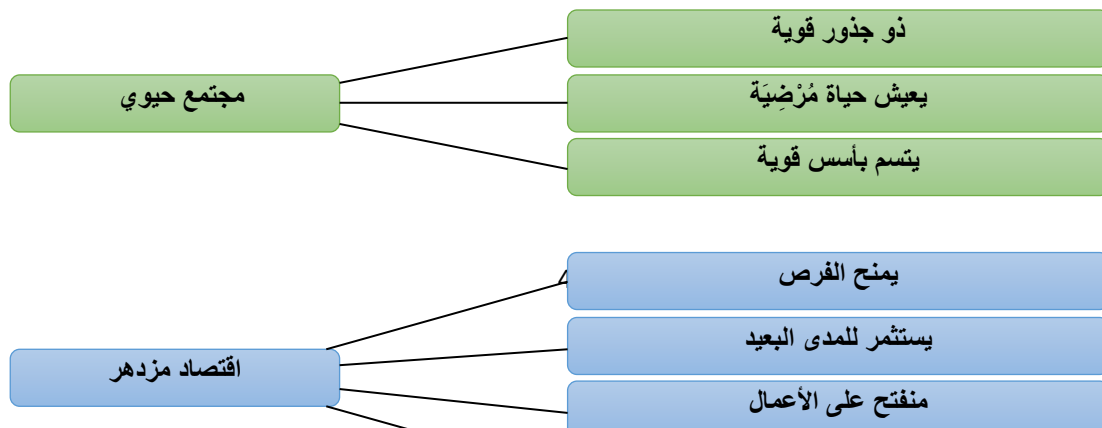 مجتمع حيوي
ذو جذور قوية
يعيش حياة مُرْضِيَة
يتسم بأسس قوية
اقتصاد مزدهر
يمنح الفرص
يستثمر للمدى البعيد
منفتح على الأعمال